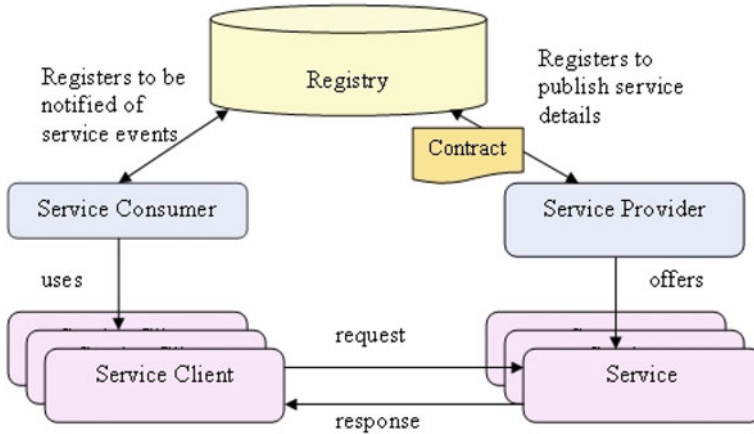 Registry
Registers to be
notified of
service events
Registers to
publish service
details
Contract
Service Consumer
Service Provider
uses
offers
request
Service Client
Service
response